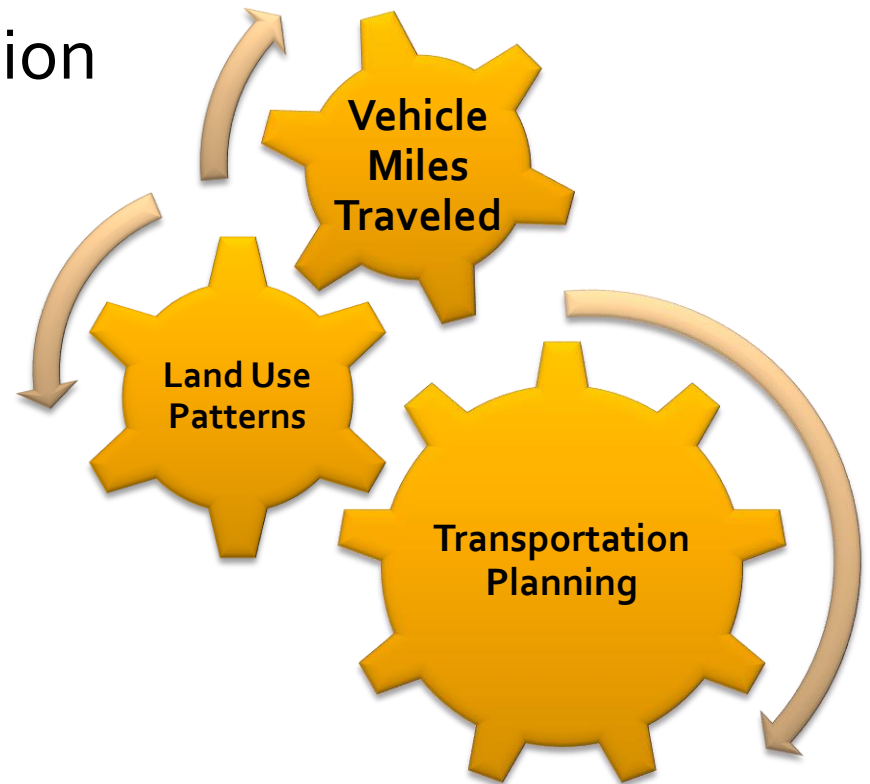 ion
Vehicle
Miles
Traveled
Land Use
Patterns
Transportation
Planning